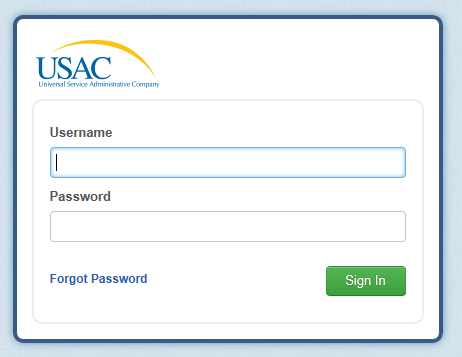 USAC
Universal Service Administrative Company
Username
Password
Forgot Password
Sign In